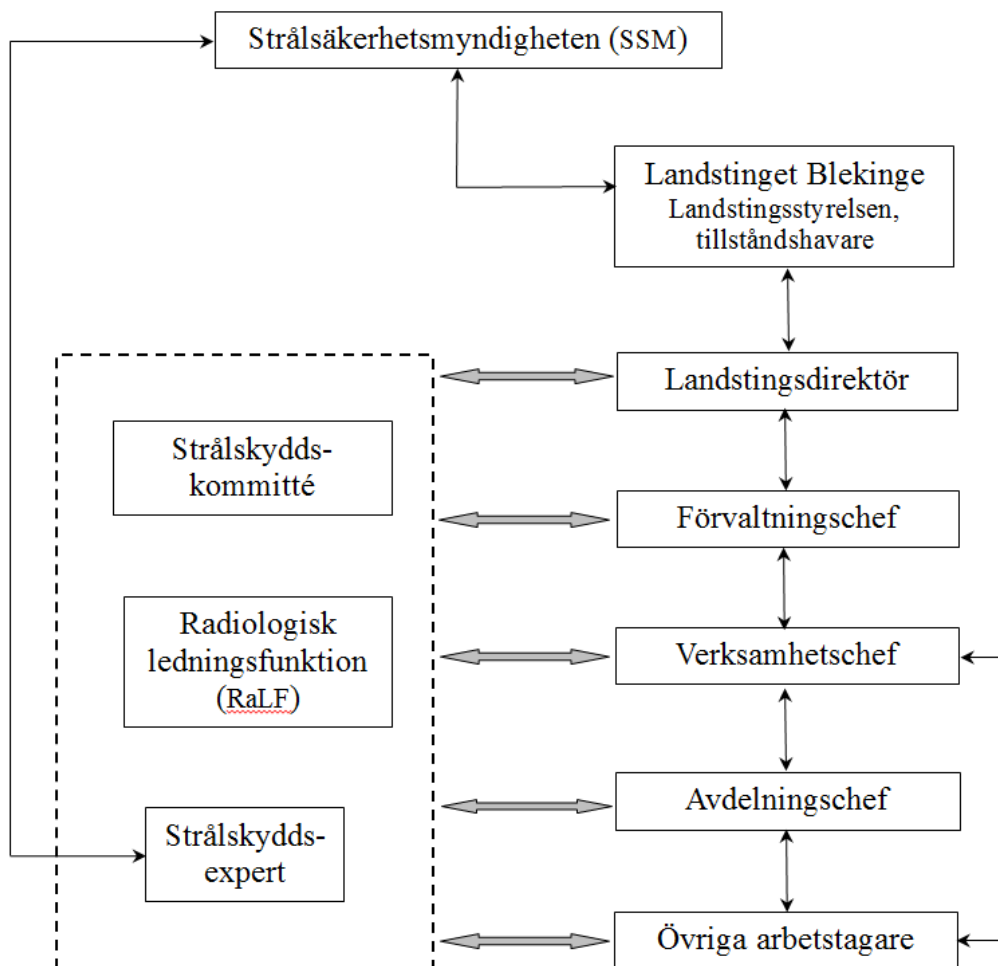 Strålsäkerhetsmyndigheten (SSM)
Landstinget Blekinge
Landstingsstyrelsen,
tillståndshavare
Landstingsdirektör
Strålskydds-
kommitté
Förvaltningschef
Radiologisk
ledningsfunktion
(RaLF)
Verksamhetschef
Avdelningschef
Strålskydds-
expert
Övriga arbetstagare